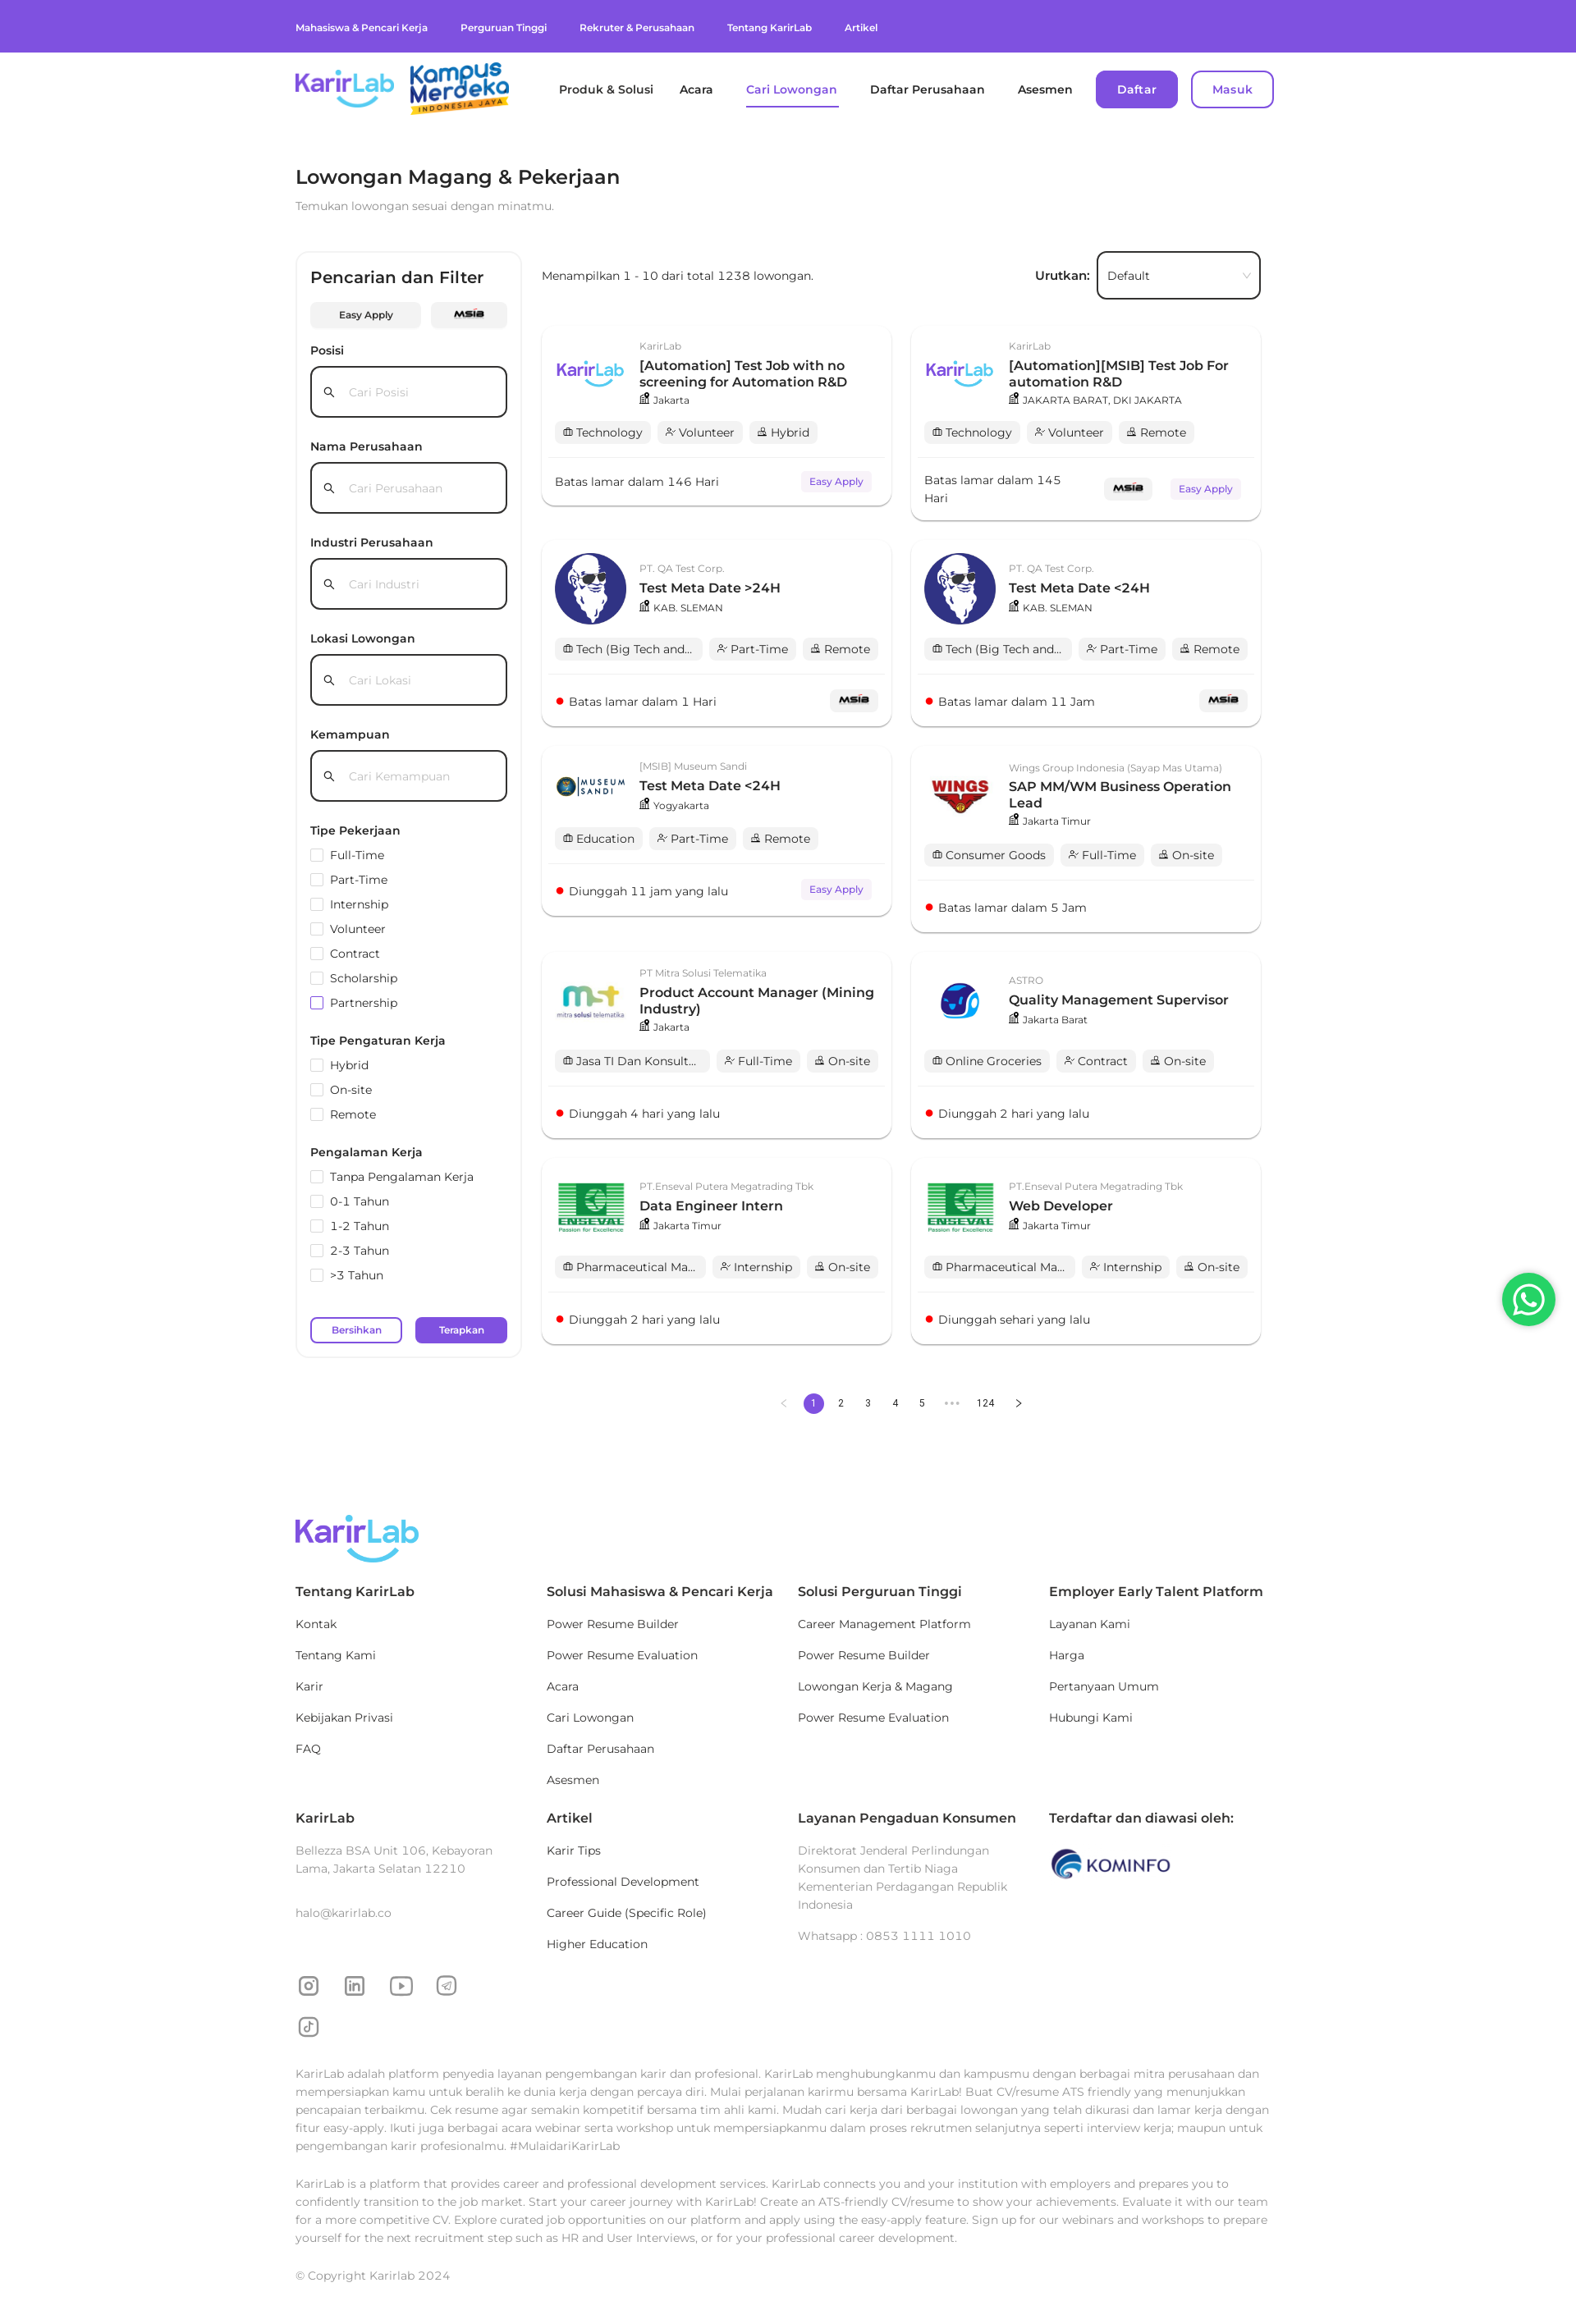 Mahasiswa & Pencari Kerja
Perguruan Tinggi
Rekruter & Perusahaan
Tentang KarirLab
Artikel
KarirLab
Kampus
Merdeka
INDONESIA JAYA
Produk & Solusi
Acara
Cari Lowongan
Daftar Perusahaan
Asesmen
Daftar
Masuk
Lowongan Magang & Pekerjaan
Temukan lowongan sesuai dengan minatmu.
Pencarian dan Filter
Easy Apply
MSIB
Posisi
Cari Posisi
Nama Perusahaan
Cari Perusahaan
Industri Perusahaan
Cari Industri
Lokasi Lowongan
Cari Lokasi
Kemampuan
Cari Kemampuan
Tipe Pekerjaan
Full-Time
Part-Time
Internship
Volunteer
Contract
Scholarship
Partnership
Tipe Pengaturan Kerja
Hybrid
On-site
Remote
Pengalaman Kerja
Tanpa Pengalaman Kerja
0-1 Tahun
1-2 Tahun
2-3 Tahun
>3 Tahun
Bersihkan
Terapkan
Menampilkan 1 - 10 dari total 1238 lowongan.
Urutkan:
Default
KarirLab
KarirLab
[Automation] Test Job with no
screening for Automation R&D
Jakarta
Technology
Volunteer
Hybrid
Batas lamar dalam 146 Hari
Easy Apply
KarirLab
KarirLab
[Automation][MSIB] Test Job For
automation R&D
JAKARTA BARAT, DKI JAKARTA
Technology
Volunteer
Remote
Batas lamar dalam 145
Hari
MSIB
Easy Apply
PT. QA Test Corp.
Test Meta Date >24H
KAB. SLEMAN
Tech (Big Tech and...
Part-Time
Remote
Batas lamar dalam 1 Hari
MSIB
PT. QA Test Corp.
Test Meta Date <24H
KAB. SLEMAN
Tech (Big Tech and...
Part-Time
Remote
Batas lamar dalam 11 Jam
MSIB
MUSEUM
SANDI
[MSIB] Museum Sandi
Test Meta Date <24H
Yogyakarta
Education
Part-Time
Remote
Diunggah 11 jam yang lalu
Easy Apply
WINGS
Wings Group Indonesia (Sayap Mas Utama)
SAP MM/WM Business Operation
Lead
Jakarta Timur
Consumer Goods
Full-Time
On-site
Batas lamar dalam 5 Jam
mst
mitra solusi telematika
PT Mitra Solusi Telematika
Product Account Manager (Mining
Industry)
Jakarta
Jasa TI Dan Konsult...
Full-Time
On-site
Diunggah 4 hari yang lalu
ASTRO
Quality Management Supervisor
Jakarta Barat
Online Groceries
Contract
On-site
Diunggah 2 hari yang lalu
ENSEVAL
Passion for Excellence
PT.Enseval Putera Megatrading Tbk
Data Engineer Intern
Jakarta Timur
Pharmaceutical Ma...
Internship
On-site
Diunggah 2 hari yang lalu
ENSEVAL
Passion for Excellence
PT.Enseval Putera Megatrading Tbk
Web Developer
Jakarta Timur
Pharmaceutical Ma...
Internship
On-site
Diunggah sehari yang lalu
1 2 3 4 5 ••• 124
KarirLab
Tentang KarirLab
Kontak
Tentang Kami
Karir
Kebijakan Privasi
FAQ
Solusi Mahasiswa & Pencari Kerja
Power Resume Builder
Power Resume Evaluation
Acara
Cari Lowongan
Daftar Perusahaan
Asesmen
Solusi Perguruan Tinggi
Career Management Platform
Power Resume Builder
Lowongan Kerja & Magang
Power Resume Evaluation
Employer Early Talent Platform
Layanan Kami
Harga
Pertanyaan Umum
Hubungi Kami
KarirLab
Bellezza BSA Unit 106, Kebayoran
Lama, Jakarta Selatan 12210
halo@karirlab.co
Artikel
Karir Tips
Professional Development
Career Guide (Specific Role)
Higher Education
Layanan Pengaduan Konsumen
Direktorat Jenderal Perlindungan
Konsumen dan Tertib Niaga
Kementerian Perdagangan Republik
Indonesia
Whatsapp : 0853 1111 1010
Terdaftar dan diawasi oleh:
KOMINFO
KarirLab adalah platform penyedia layanan pengembangan karir dan profesional. KarirLab menghubungkanmu dan kampusmu dengan berbagai mitra perusahaan dan
mempersiapkan kamu untuk beralih ke dunia kerja dengan percaya diri. Mulai perjalanan karirmu bersama KarirLab! Buat CV/resume ATS friendly yang menunjukkan
pencapaian terbaikmu. Cek resume agar semakin kompetitif bersama tim ahli kami. Mudah cari kerja dari berbagai lowongan yang telah dikurasi dan lamar kerja dengan
fitur easy-apply. Ikuti juga berbagai acara webinar serta workshop untuk mempersiapkanmu dalam proses rekrutmen selanjutnya seperti interview kerja; maupun untuk
pengembangan karir profesionalmu. #MulaidariKarirLab
KarirLab is a platform that provides career and professional development services. KarirLab connects you and your institution with employers and prepares you to
confidently transition to the job market. Start your career journey with KarirLab! Create an ATS-friendly CV/resume to show your achievements. Evaluate it with our team
for a more competitive CV. Explore curated job opportunities on our platform and apply using the easy-apply feature. Sign up for our webinars and workshops to prepare
yourself for the next recruitment step such as HR and User Interviews, or for your professional career development.
© Copyright Karirlab 2024